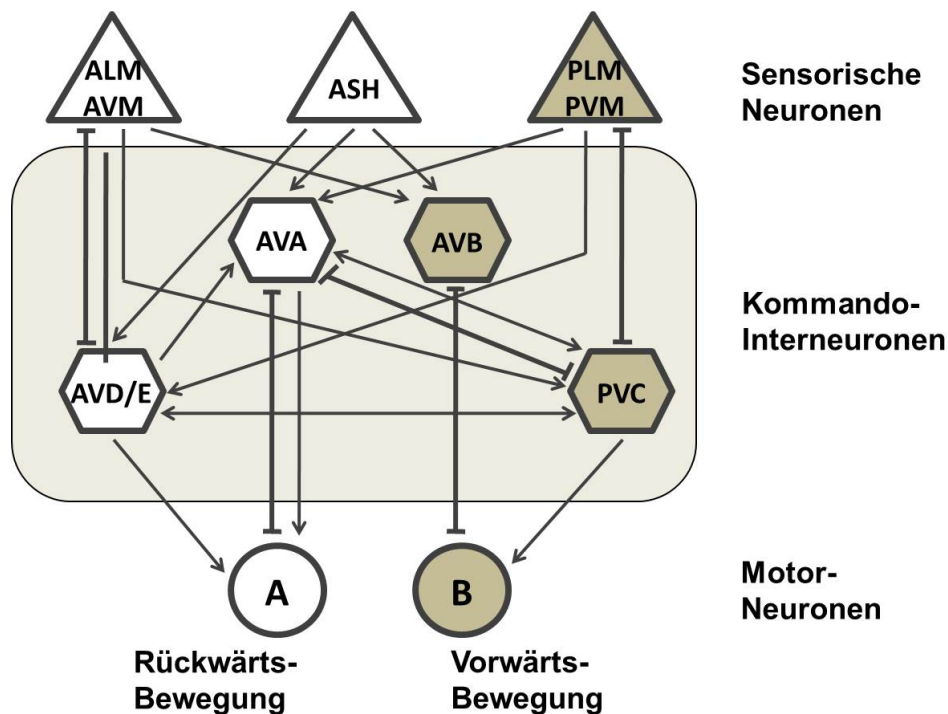 ALM
AVM
ASH
PLM
PVM
Sensorische
Neuronen
AVA
AVB
Kommando-
Interneuronen
AVD/E
PVC
A
B
Motor-
Neuronen
Rückwärts-
Bewegung
Vorwärts-
Bewegung